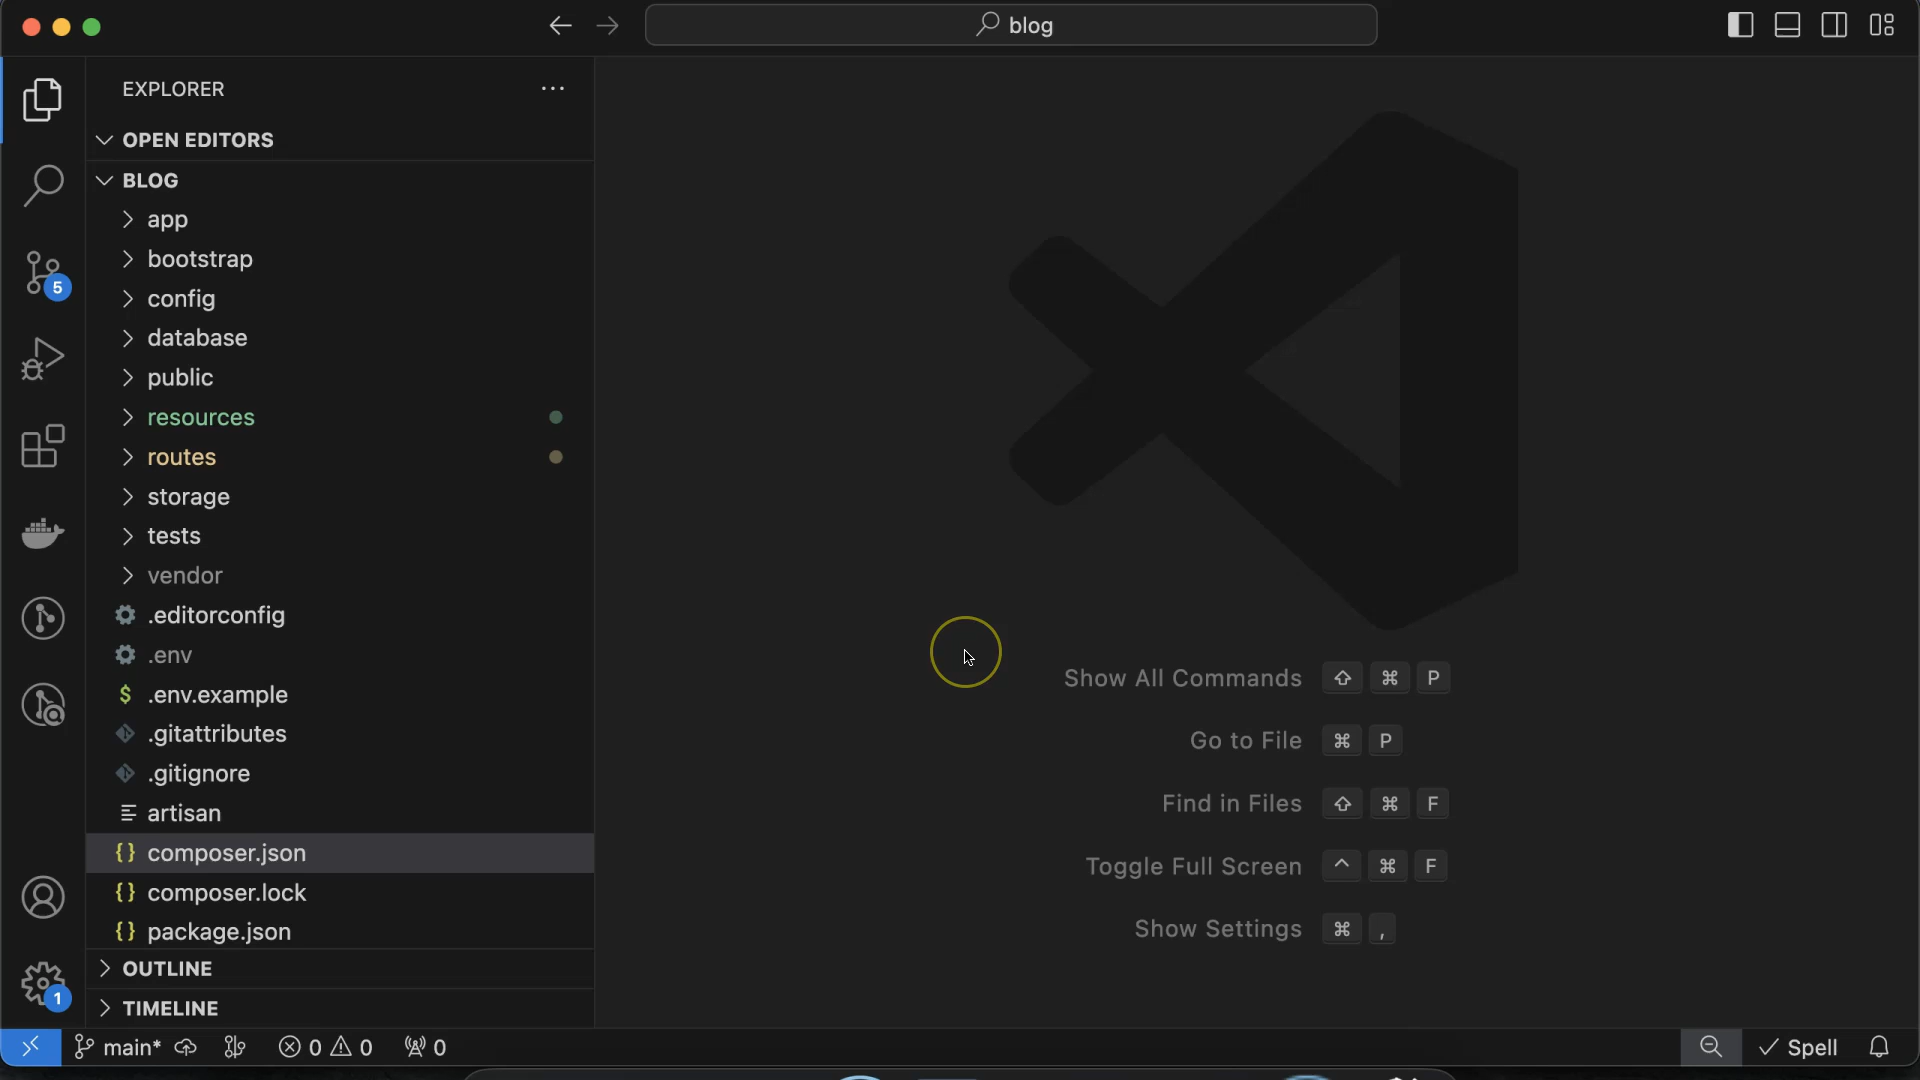 blog
EXPLORER
OPEN EDITORS
BLOG
app
bootstrap
config
database
public
resources
routes
storage
tests
vendor
.editorconfig
.env
$ .env.example
.gitattributes
.gitignore
artisan
{} composer.json
{} composer.lock
{} package.json
OUTLINE
TIMELINE
5
1
Show All Commands ⇧ ⌘ P
Go to File ⌘ P
Find in Files ⇧ ⌘ F
Toggle Full Screen ^ ⌘ F
Show Settings ⌘ ,
main* 0 0 0 Spell